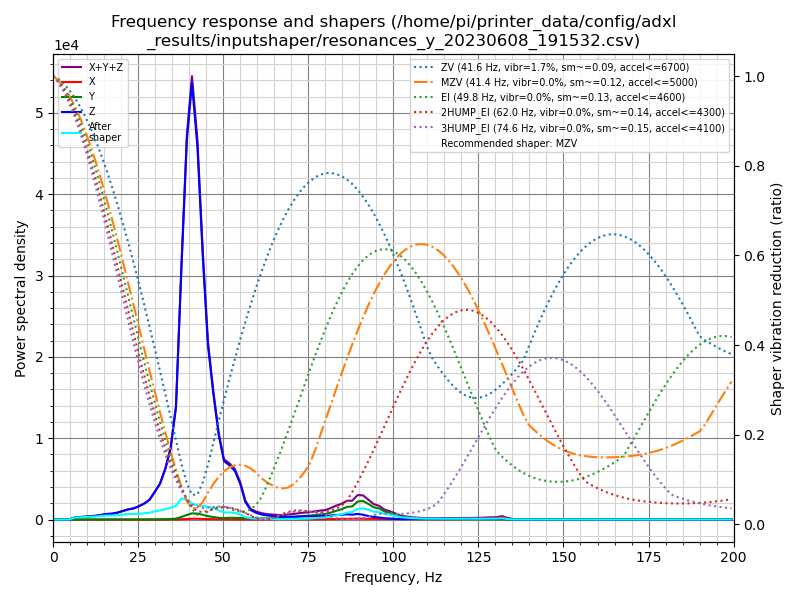 Frequency response and shapers (/home/pi/printer_data/config/adxl
_results/inputshaper/resonances_y_20230608_191532.csv)
1e4
X+Y+Z
X
Y
Z
After
shaper
ZV (41.6 Hz, vibr=1.7%, sm~=0.09, accel<=6700)
MZV (41.4 Hz, vibr=0.0%, sm~=0.12, accel<=5000)
EI (49.8 Hz, vibr=0.0%, sm~=0.13, accel<=4600)
2HUMP_EI (62.0 Hz, vibr=0.0%, sm~=0.14, accel<=4300)
3HUMP_EI (74.6 Hz, vibr=0.0%, sm~=0.15, accel<=4100)
Recommended shaper: MZV
Power spectral density
5
4
3
2
1
0
1.0
0.8
0.6
0.4
0.2
0.0
Shaper vibration reduction (ratio)
0 25 50 75 100 125 150 175 200
Frequency, Hz